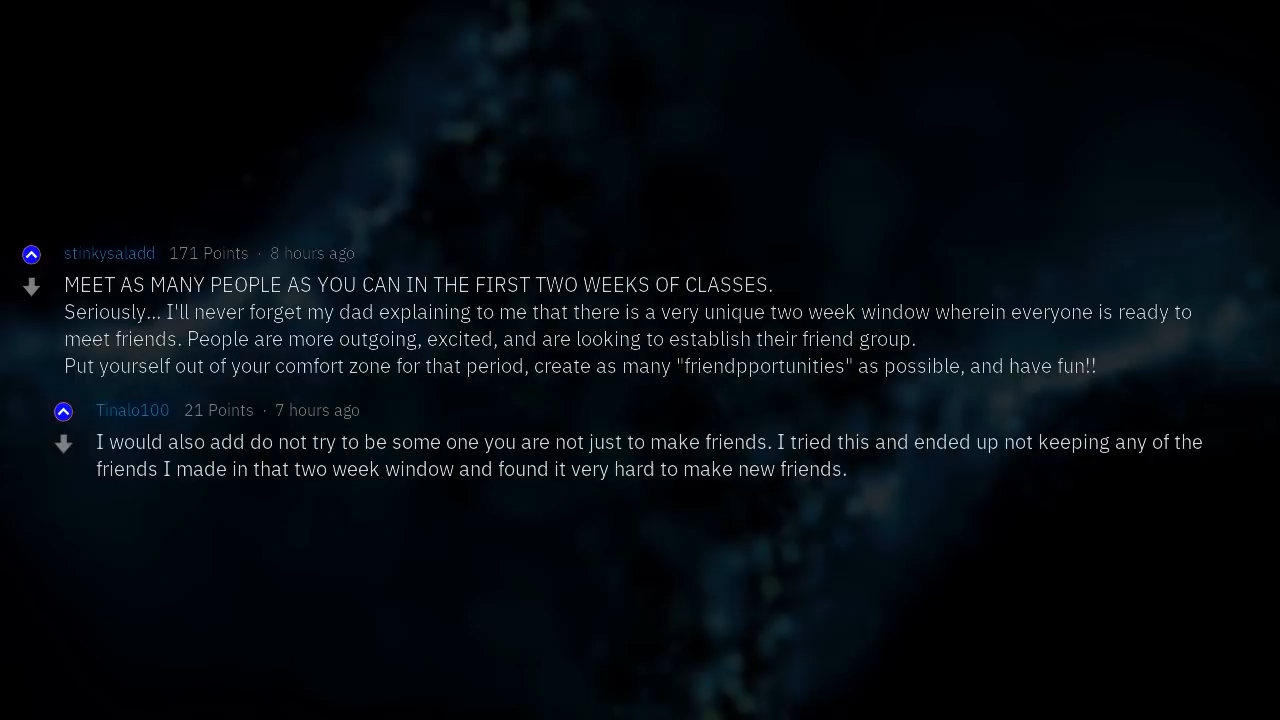 stinkysaladd 171 Points · 8 hours ago
MEET AS MANY PEOPLE AS YOU CAN IN THE FIRST TWO WEEKS OF CLASSES.
Seriously... I'll never forget my dad explaining to me that there is a very unique two week window wherein everyone is ready to
meet friends. People are more outgoing, excited, and are looking to establish their friend group.
Put yourself out of your comfort zone for that period, create as many "friendpportunities" as possible, and have fun!!
Tinalo100 21 Points · 7 hours ago
I would also add do not try to be some one you are not just to make friends. I tried this and ended up not keeping any of the
friends I made in that two week window and found it very hard to make new friends.